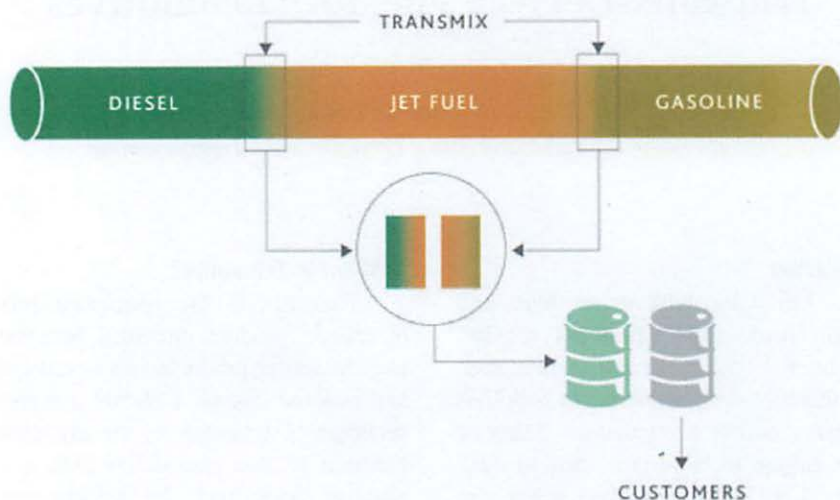 TRANSMIX
DIESEL
JET FUEL
GASOLINE
CUSTOMERS